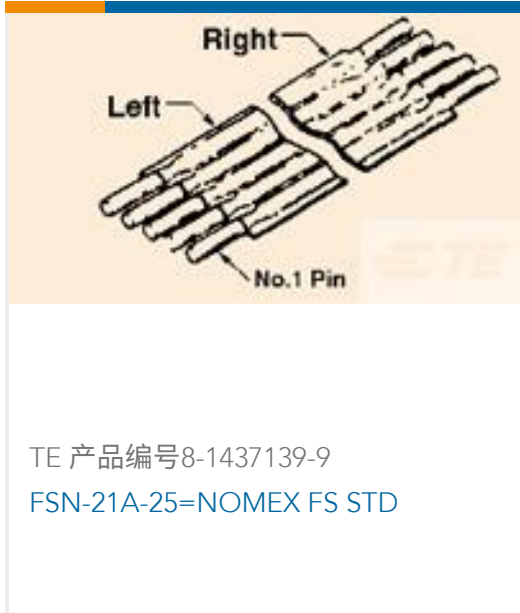 Right
Left
No.1 Pin
TE
TE 产品编号8-1437139-9
FSN-21A-25=NOMEX FS STD